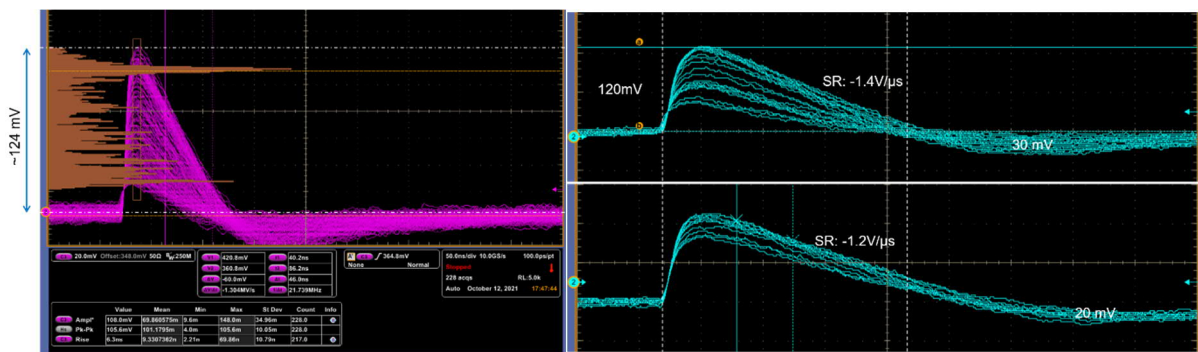 ~124 mV
120mV
SR: -1.4V/µs
30 mV
SR: -1.2V/µs
20 mV
20.0mV Offset:348.0mV 50Ω BW:250M
420.8mV 40.2ns
360.8mV 86.2ns
-60.0mV 46.0ns
-1.304MV/s 21.739MHz
364.8mV
None Normal
50.0ns/div 10.0GS/s 100.0ps/pt
Stopped
228 acqs RL:5.0k
Auto October 12, 2021 17:47:44
Value Mean Min Max St Dev Count Info
Ampl* 108.0mV 69.860575m 9.6m 148.0m 34.96m 228.0
Pk-Pk 105.6mV 101.1795m 4.0m 105.6m 10.05m 228.0
Rise 6.3ns 9.3307382n 2.21n 69.86n 10.79n 217.0